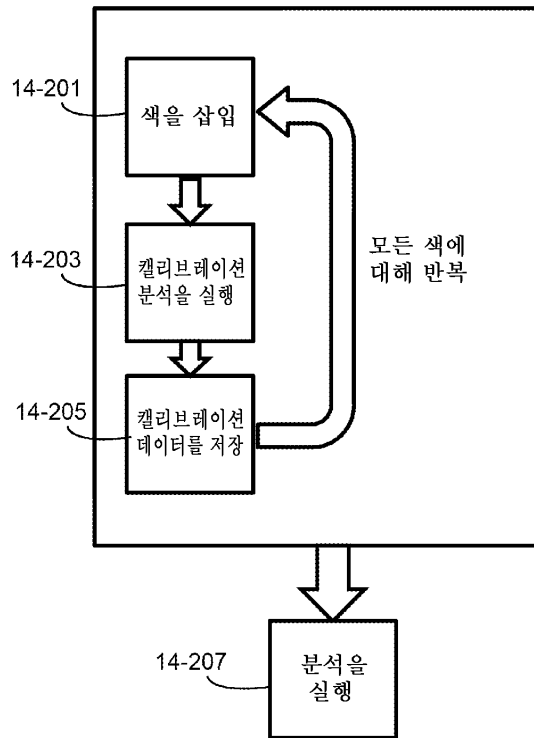 14-201
색을 삽입
14-203
캘리브레이션
분석을 실행
모든 색에
대해 반복
14-205
캘리브레이션
데이터를 저장
14-207
분석을
실행